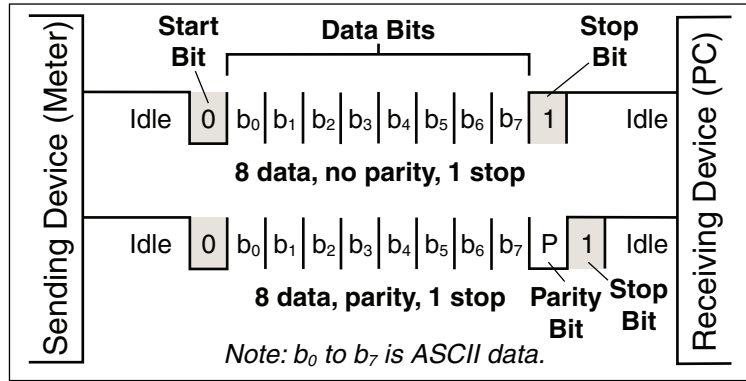 Sending Device (Meter)
Start
Bit
Data Bits
Stop
Bit
Idle 0 b₀ b₁ b₂ b₃ b₄ b₅ b₆ b₇ 1 Idle
8 data, no parity, 1 stop
Idle 0 b₀ b₁ b₂ b₃ b₄ b₅ b₆ b₇ P 1 Idle
8 data, parity, 1 stop
Parity
Bit
Stop
Bit
Note: b₀ to b₇ is ASCII data.
Receiving Device (PC)